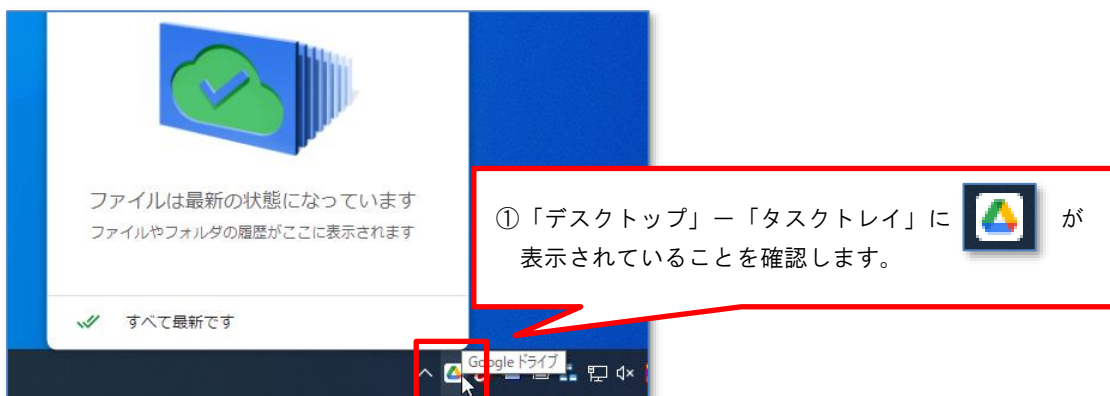 ファイルは最新の状態になっています
ファイルやフォルダの履歴がここに表示されます
すべて最新です
Google ドライブ
①「デスクトップ」－「タスクトレイ」に が
表示されていることを確認します。